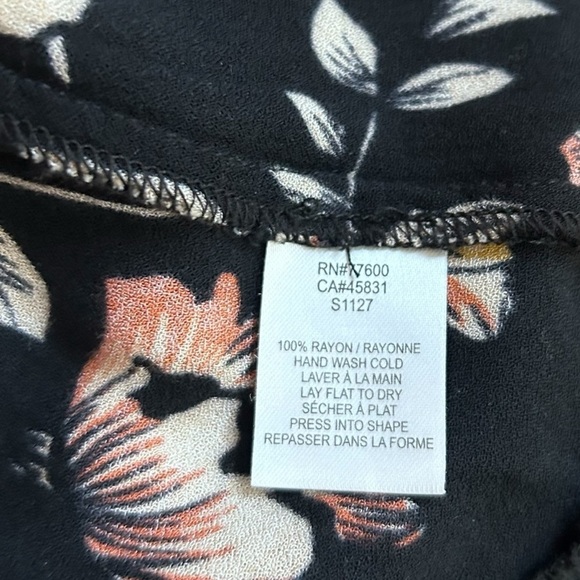 RN#77600
CA#45831
S1127
100% RAYON / RAYONNE
HAND WASH COLD
LAVER À LA MAIN
LAY FLAT TO DRY
SÉCHER À PLAT
PRESS INTO SHAPE
REPASSER DANS LA FORME